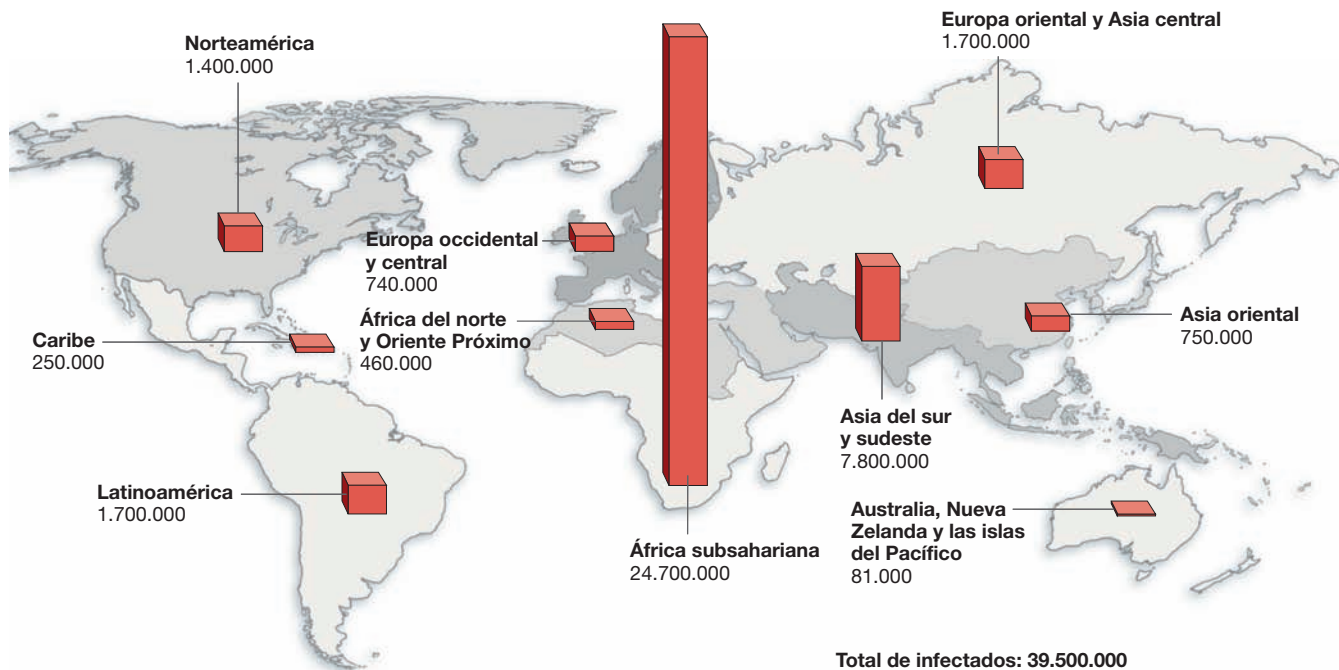 Norteamérica
1.400.000
Europa oriental y Asia central
1.700.000
Europa occidental
y central
740.000
África del norte
y Oriente Próximo
460.000
Caribe
250.000
Asia oriental
750.000
Asia del sur
y sudeste
7.800.000
Latinoamérica
1.700.000
África subsahariana
24.700.000
Australia, Nueva
Zelanda y las islas
del Pacífico
81.000
Total de infectados: 39.500.000